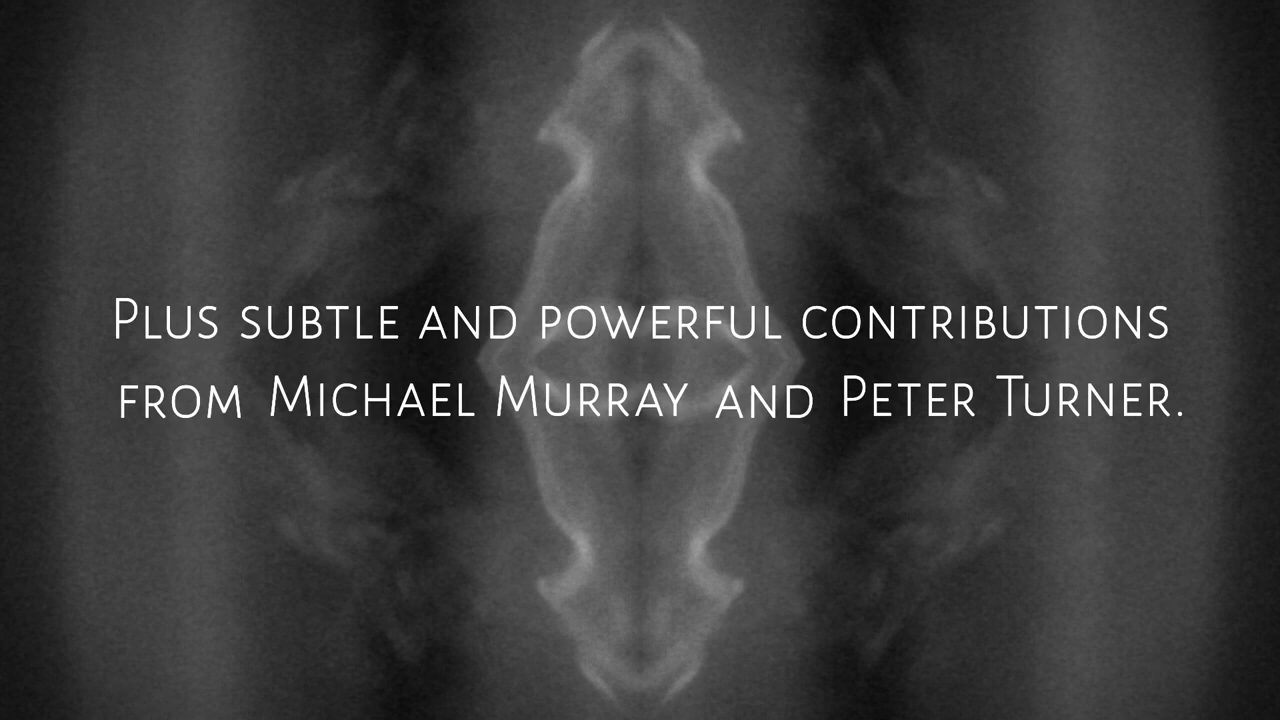 Plus subtle and powerful contributions
from Michael Murray and Peter Turner.